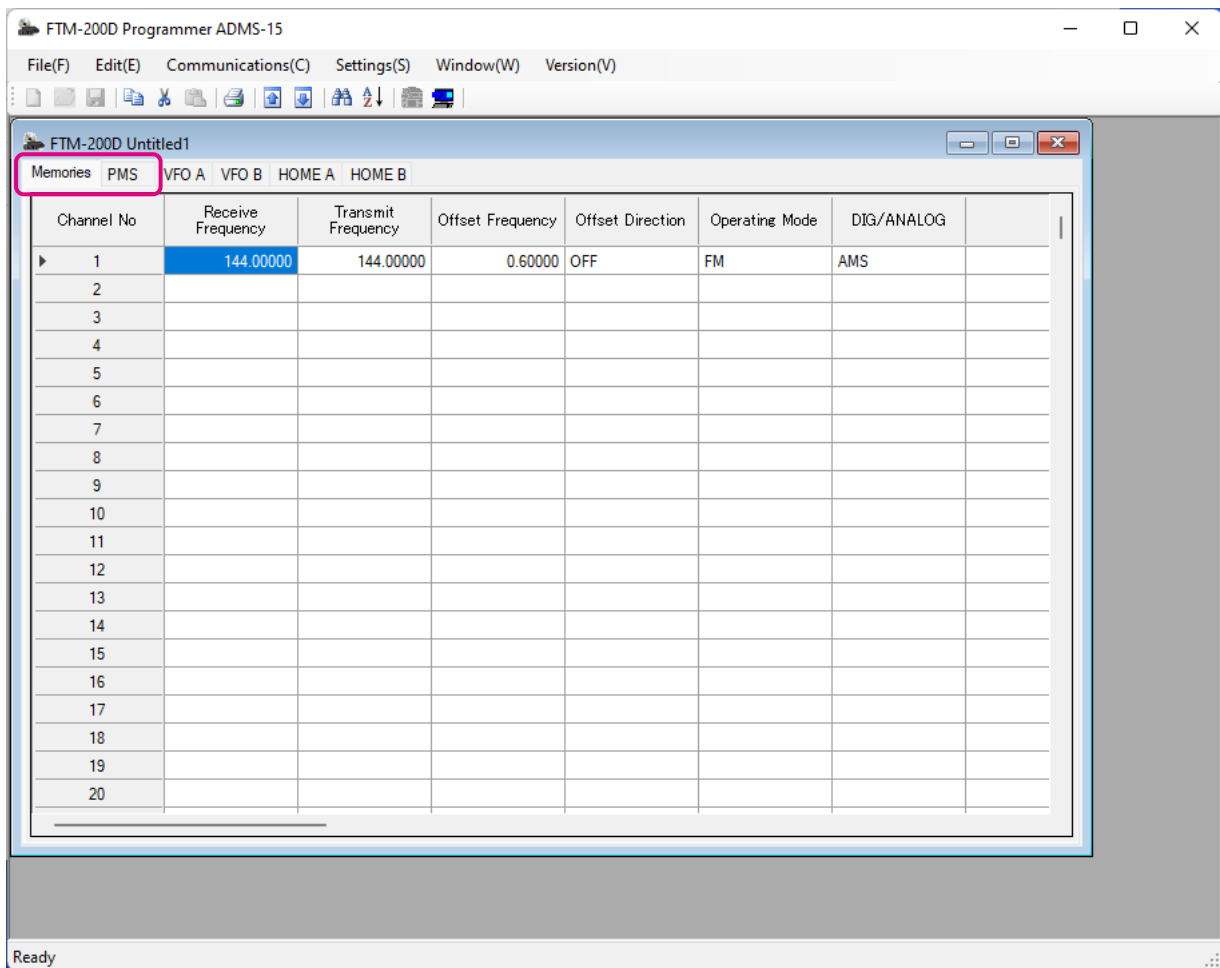 FTM-200D Programmer ADMS-15
File(F) Edit(E) Communications(C) Settings(S) Window(W) Version(V)
FTM-200D Untitled1
Memories PMS VFO A VFO B HOME A HOME B
Channel No Receive Frequency Transmit Frequency Offset Frequency Offset Direction Operating Mode DIG/ANALOG
1 144.00000 144.00000 0.60000 OFF FM AMS
2
3
4
5
6
7
8
9
10
11
12
13
14
15
16
17
18
19
20
Ready